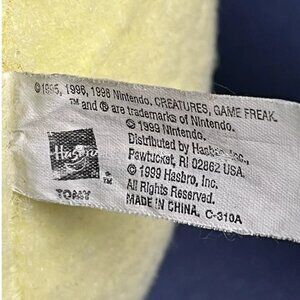 ©1995, 1996, 1998 Nintendo, CREATURES, GAME FREAK.
™ and ® are trademarks of Nintendo.
© 1999 Nintendo.
Distributed by Hasbro, Inc.,
Pawtucket, RI 02862 USA.
© 1999 Hasbro, Inc.
All Rights Reserved.
MADE IN CHINA. C-310A
Hasbro
TOMY